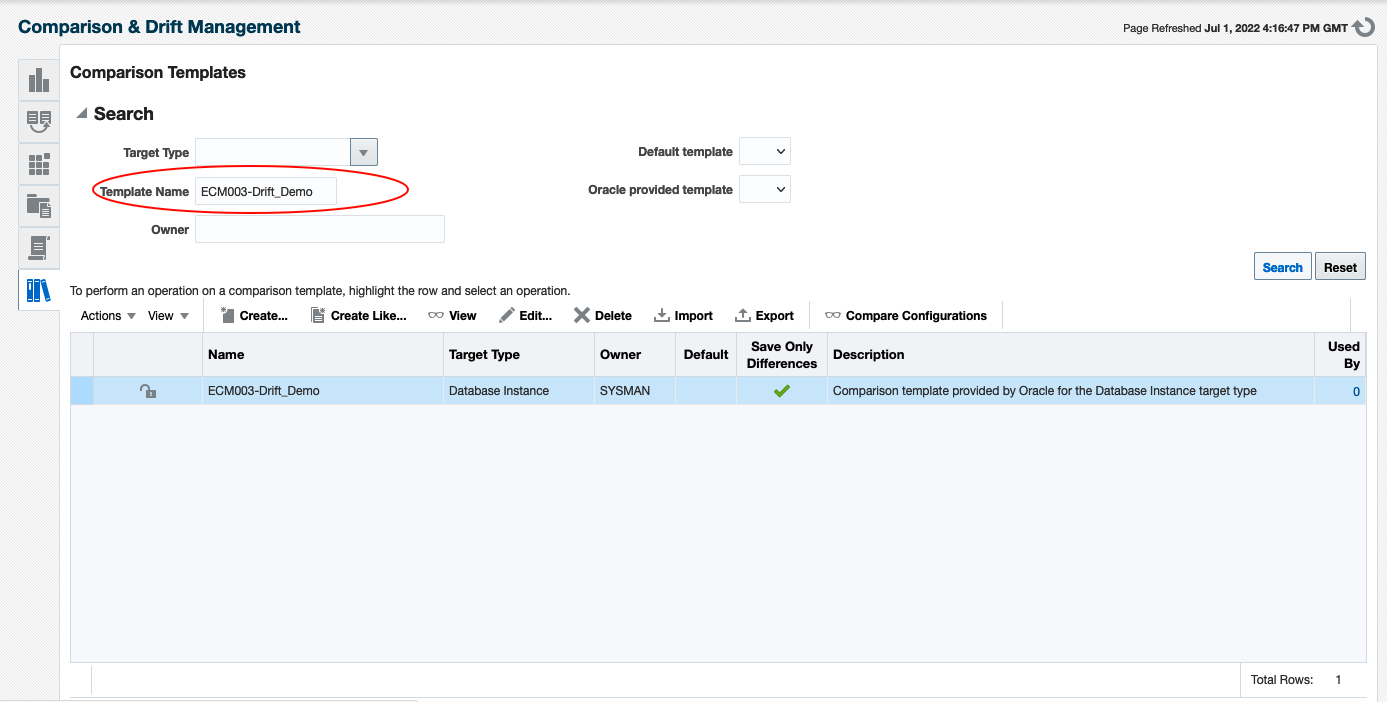 Comparison & Drift Management
Page Refreshed Jul 1, 2022 4:16:47 PM GMT
Comparison Templates
Search
Target Type
Default template
Template Name ECM003-Drift_Demo
Oracle provided template
Owner
Search Reset
To perform an operation on a comparison template, highlight the row and select an operation.
Actions View Create... Create Like... View Edit... Delete Import Export Compare Configurations
Name Target Type Owner Default Save Only Differences Description Used By
ECM003-Drift_Demo Database Instance SYSMAN Comparison template provided by Oracle for the Database Instance target type 0
Total Rows: 1